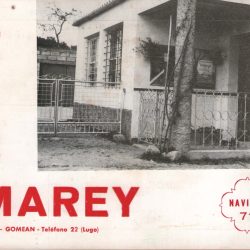 MAREY
- GOMEAN - Teléfono 22 (Lugo)
NAVI
7